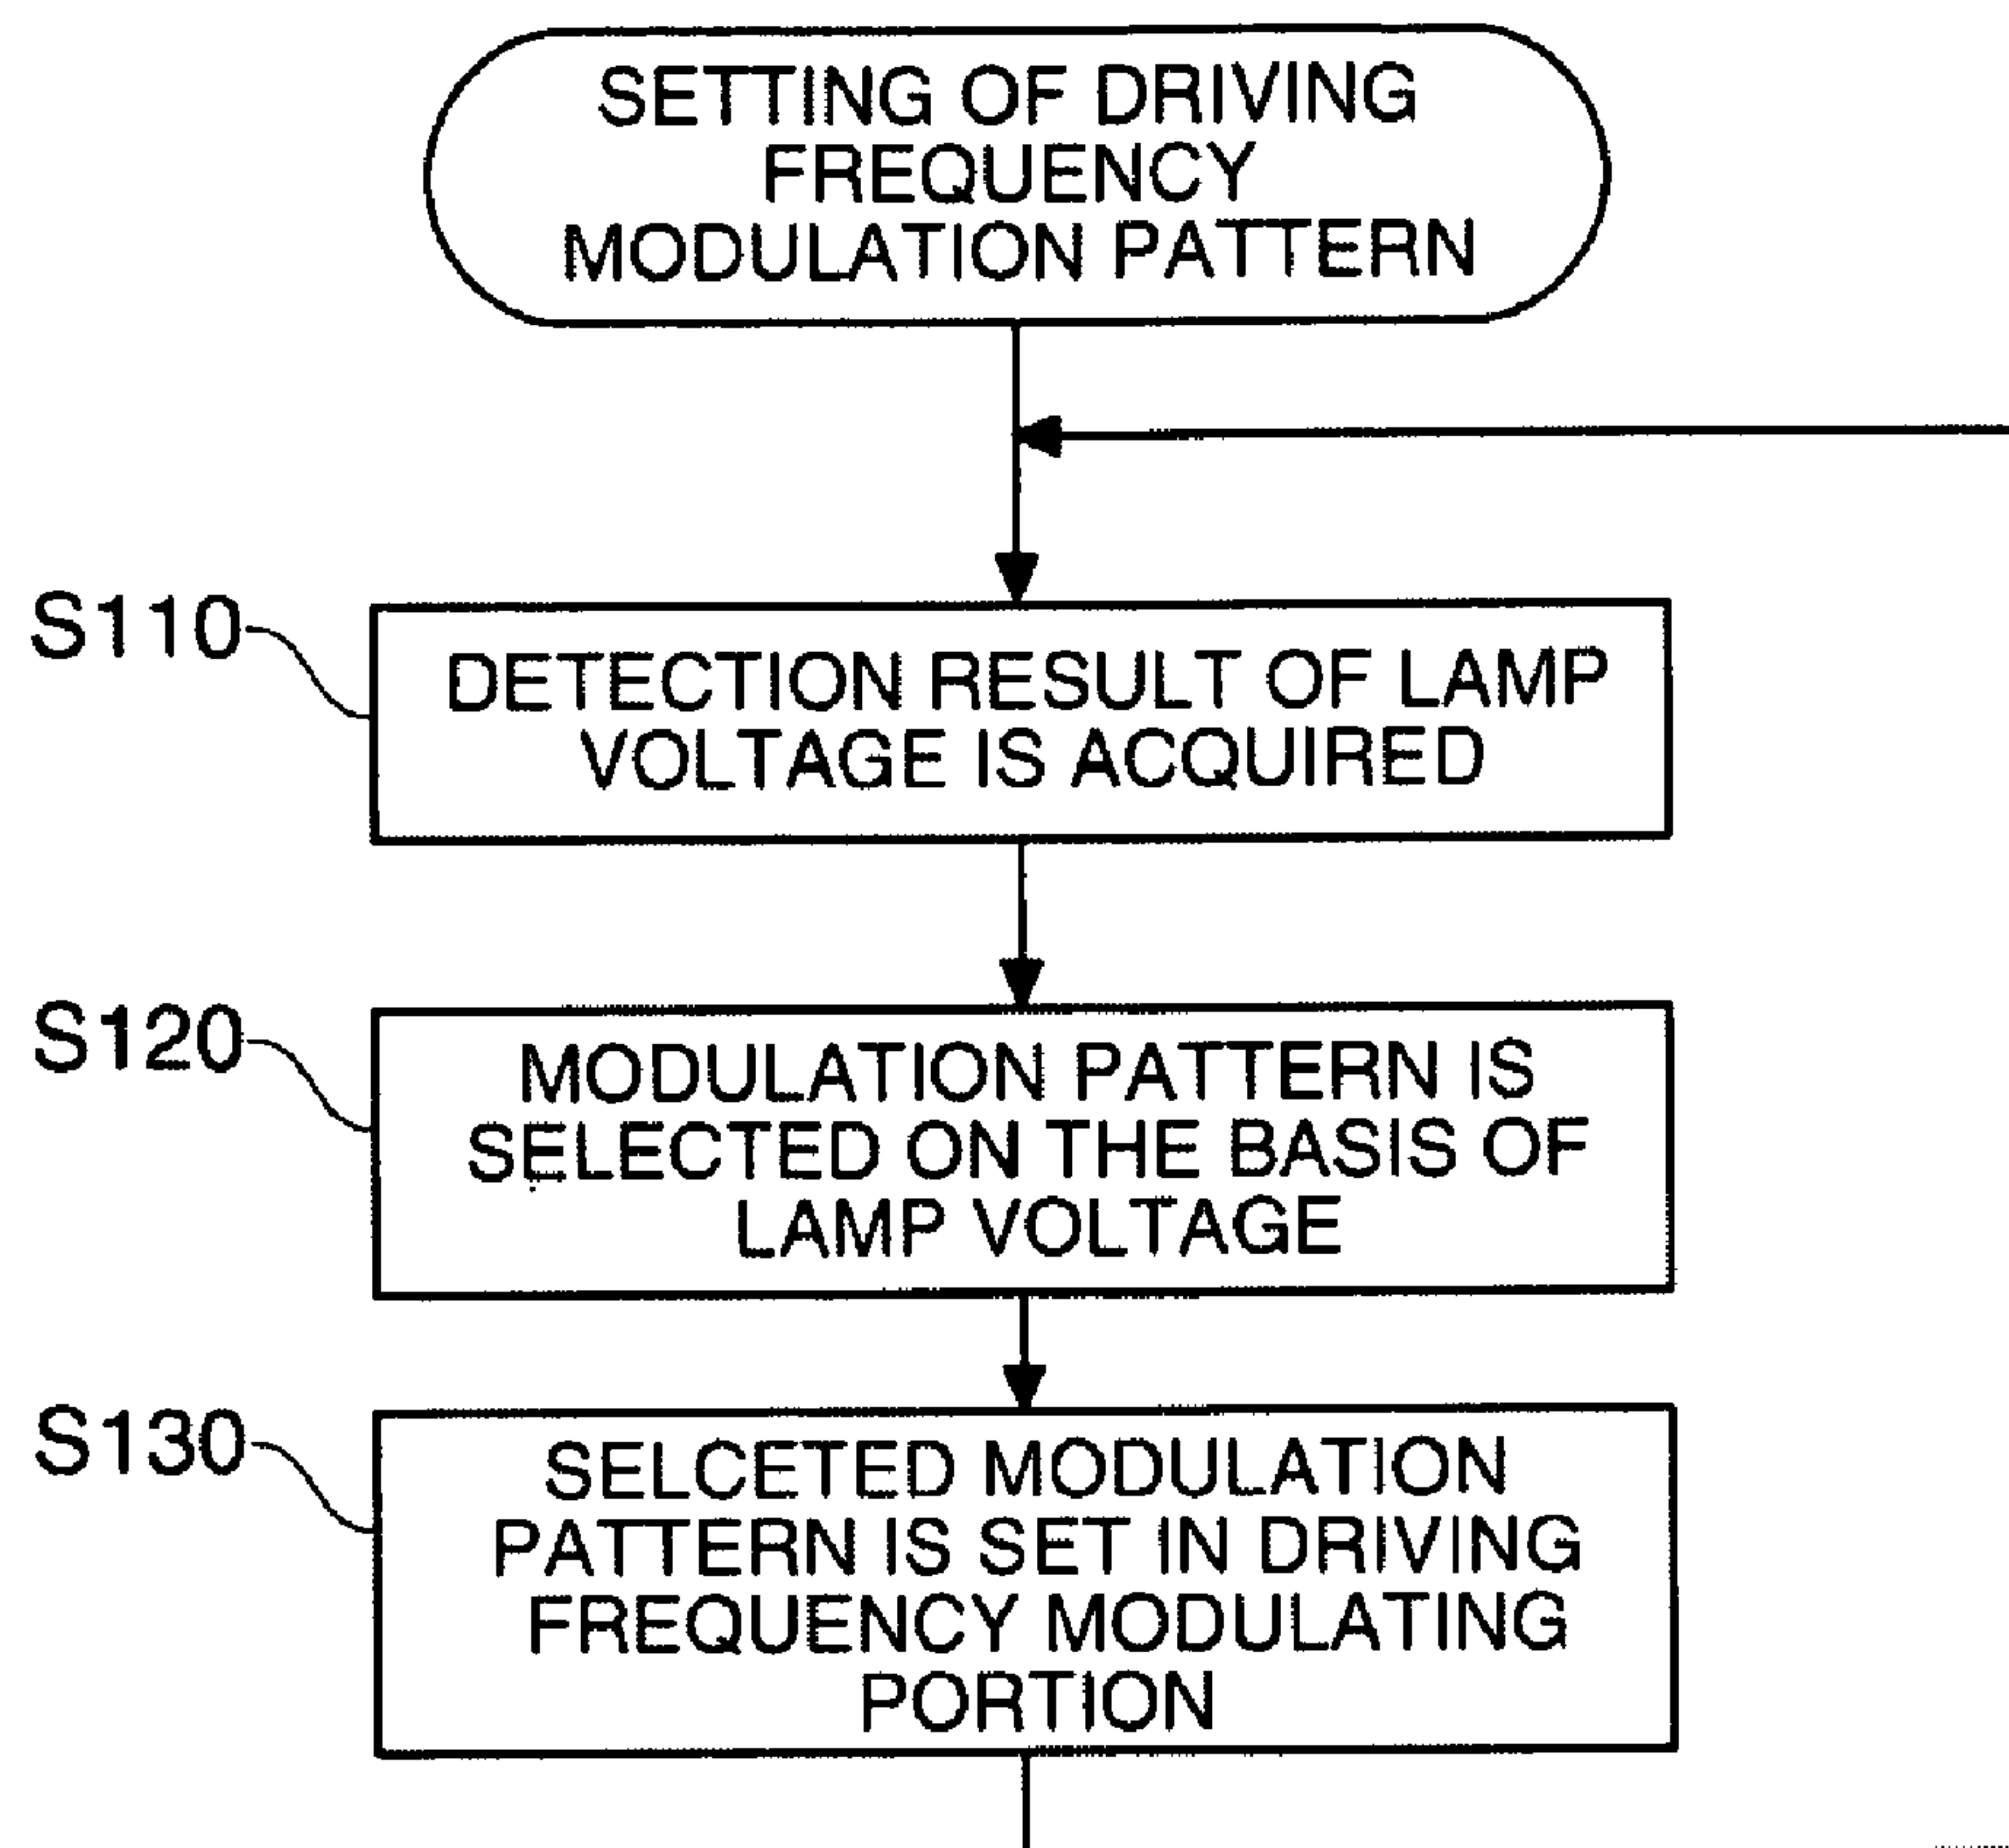 SETTING OF DRIVING
FREQUENCY
MODULATION PATTERN
S110
DETECTION RESULT OF LAMP
VOLTAGE IS ACQUIRED
S120
MODULATION PATTERN IS
SELECTED ON THE BASIS OF
LAMP VOLTAGE
S130
SELCETED MODULATION
PATTERN IS SET IN DRIVING
FREQUENCY MODULATING
PORTION